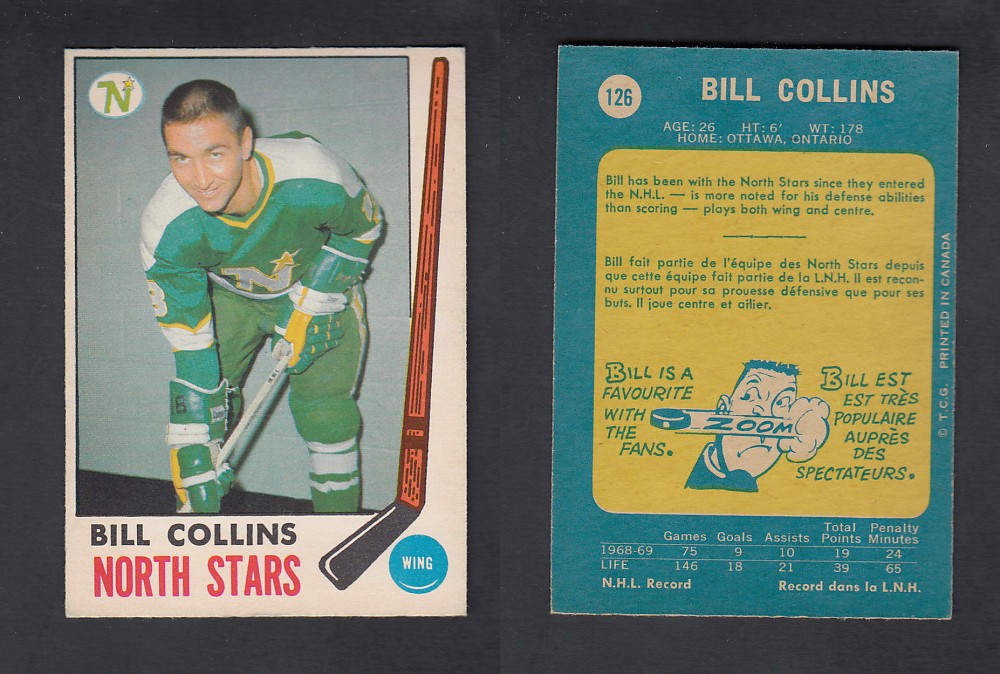 N
N
8
16
BILL COLLINS
NORTH STARS
WING
126
BILL COLLINS
AGE: 26 HT: 6' WT: 178
HOME: OTTAWA, ONTARIO
Bill has been with the North Stars since they entered
the N.H.L. — is more noted for his defense abilities
than scoring — plays both wing and centre.
Bill fait partie de l'équipe des North Stars depuis
que cette équipe fait partie de la L.N.H. Il est recon-
nu surtout pour sa prouesse défensive que pour ses
buts. Il joue centre et ailier.
BILL IS A
FAVOURITE
WITH
THE
FANS.
ZOOM
BILL EST
EST TRÈS
POPULAIRE
AUPRÈS
DES
SPECTATEURS.
© T.C.G. PRINTED IN CANADA
Games Goals Assists Total Points Penalty Minutes
1968-69 75 9 10 19 24
LIFE 146 18 21 39 65
N.H.L. Record Record dans la L.N.H.